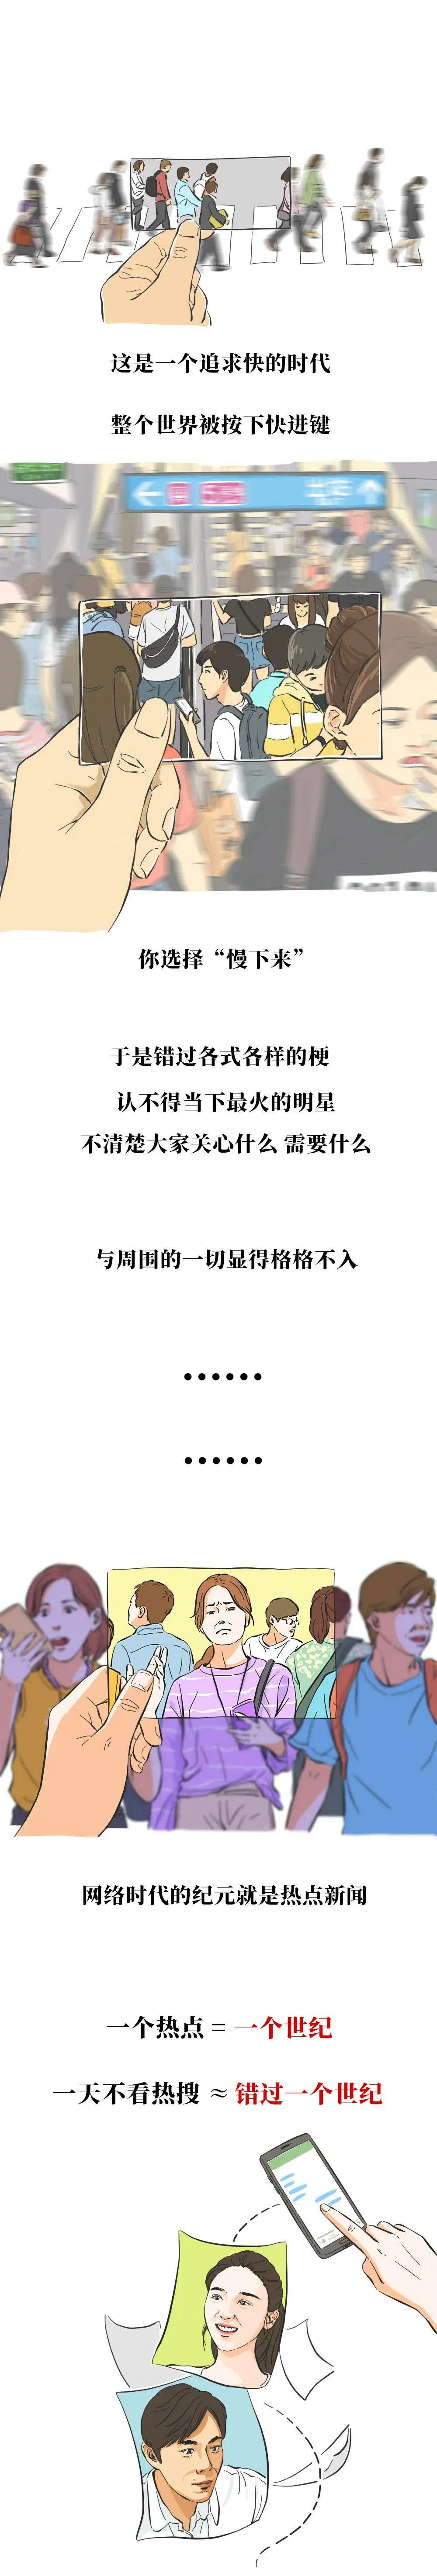 这是一个追求快的时代
整个世界被按下快进键
你选择“慢下来”
于是错过各式各样的梗
认不得当下最火的明星
不清楚大家关心什么 需要什么
与周围的一切显得格格不入
••••••
••••••
网络时代的纪元就是热点新闻
一个热点 = 一个世纪
一天不看热搜 ≈ 错过一个世纪